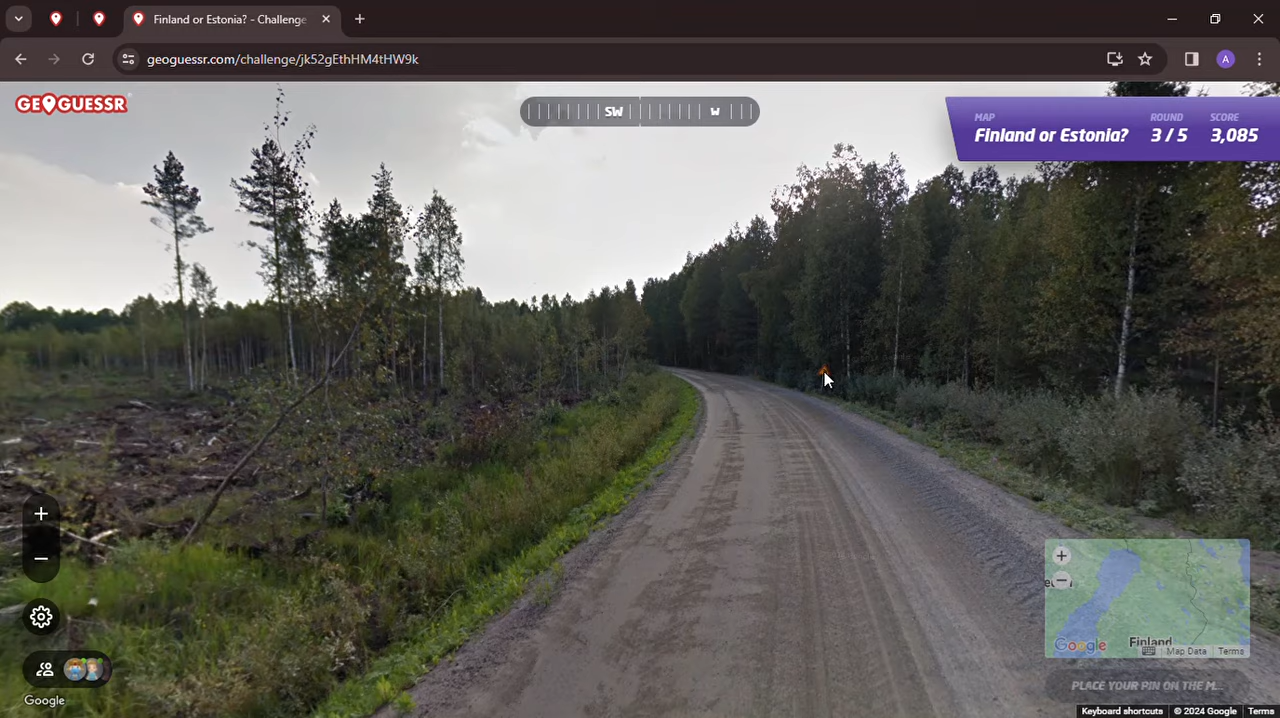 Finland or Estonia? - Challenge
geoguessr.com/challenge/jk52gEthHM4tHW9k
A
GEOGUESSR
SW
W
MAP
ROUND
SCORE
Finland or Estonia?
3 / 5
3,085
+
−
Google
+
−
Finland
Google
Map Data
Terms
PLACE YOUR PIN ON THE M...
Keyboard shortcuts
© 2024 Google
Terms